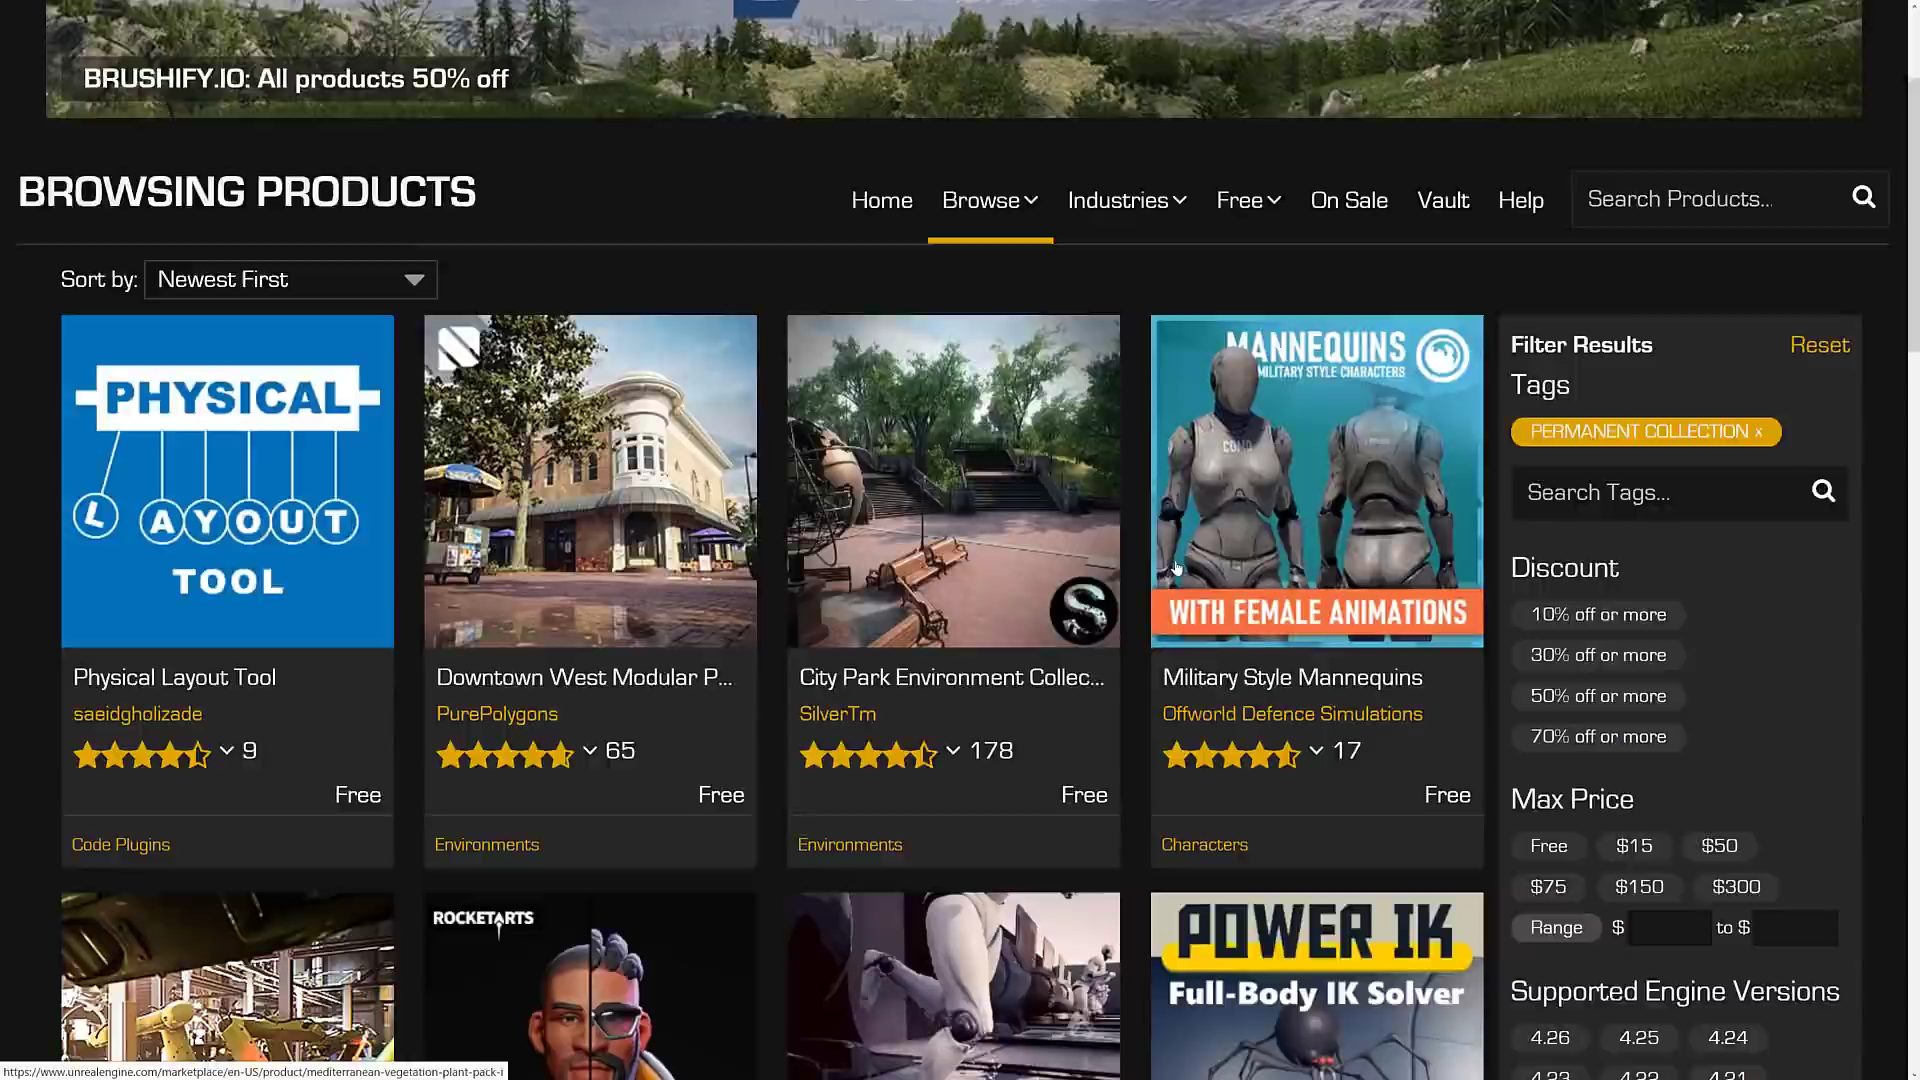 BRUSHIFY.IO: All products 50% off
BROWSING PRODUCTS
Home
Browse
Industries
Free
On Sale
Vault
Help
Search Products...
Sort by:
Newest First
PHYSICAL
LAYOUT
TOOL
MANNEQUINS
MILITARY STYLE CHARACTERS
WITH FEMALE ANIMATIONS
Physical Layout Tool
saeidgholizade
9
Free
Code Plugins
Downtown West Modular P...
PurePolygons
65
Free
Environments
City Park Environment Collec...
SilverTm
178
Free
Environments
Military Style Mannequins
Offworld Defence Simulations
17
Free
Characters
Filter Results
Reset
Tags
PERMANENT COLLECTION x
Search Tags...
Discount
10% off or more
30% off or more
50% off or more
70% off or more
Max Price
Free
$15
$50
$75
$150
$300
Range
$
to $
Supported Engine Versions
4.26
4.25
4.24
4.23
4.22
4.21
ROCKETARTS
POWER IK
Full-Body IK Solver
https://www.unrealengine.com/marketplace/en-US/product/mediterranean-vegetation-plant-pack-i